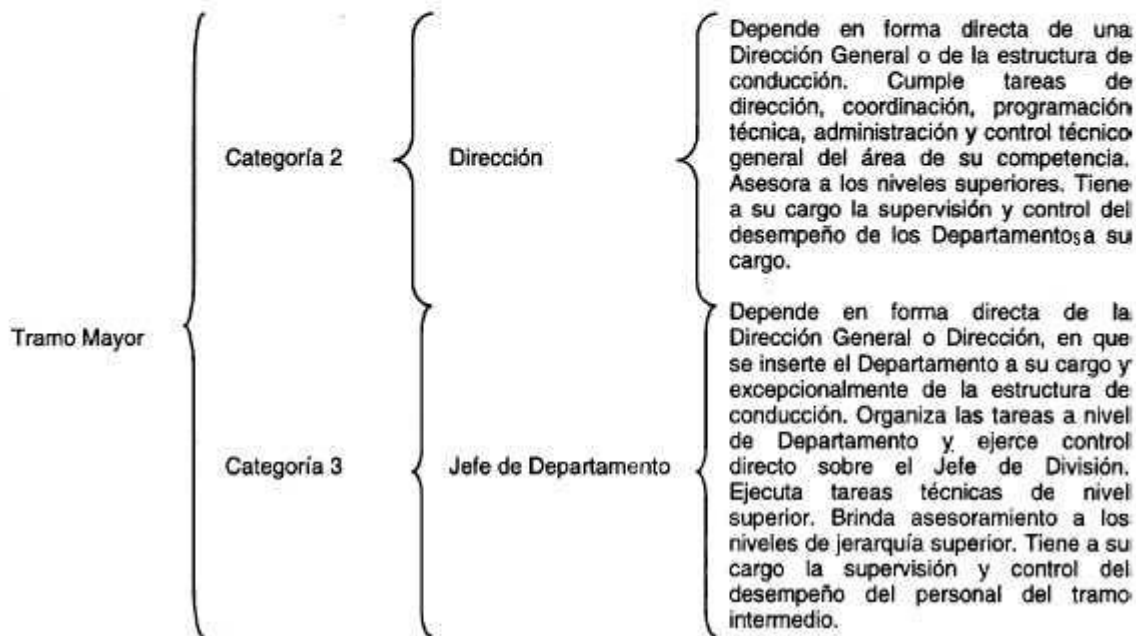 Tramo Mayor
Categoría 2
Dirección
Depende en forma directa de una
Dirección General o de la estructura de
conducción. Cumple tareas de
dirección, coordinación, programación
técnica, administración y control técnico
general del área de su competencia.
Asesora a los niveles superiores. Tiene
a su cargo la supervisión y control del
desempeño de los Departamentos a su
cargo.
Categoría 3
Jefe de Departamento
Depende en forma directa de la
Dirección General o Dirección, en que
se inserte el Departamento a su cargo y
excepcionalmente de la estructura de
conducción. Organiza las tareas a nivel
de Departamento y ejerce control
directo sobre el Jefe de División.
Ejecuta tareas técnicas de nivel
superior. Brinda asesoramiento a los
niveles de jerarquía superior. Tiene a su
cargo la supervisión y control del
desempeño del personal del tramo
intermedio.